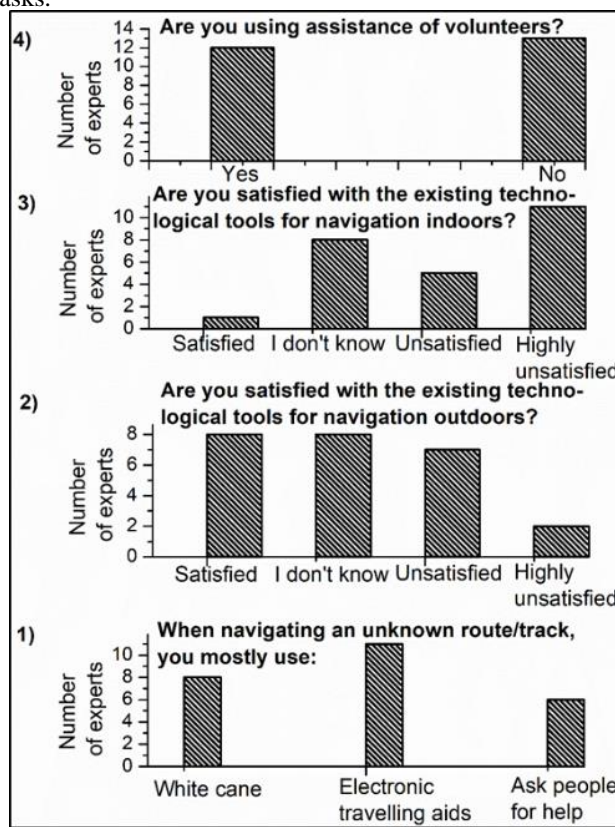 asks:
4)
Are you using assistance of volunteers?
Number
of experts
14
12
10
8
6
4
2
0
Yes No
3)
Are you satisfied with the existing techno-
logical tools for navigation indoors?
Number
of experts
10
8
6
4
2
0
Satisfied I don't know Unsatisfied Highly
unsatisfied
2)
Are you satisfied with the existing techno-
logical tools for navigation outdoors?
Number
of experts
8
6
4
2
0
Satisfied I don't know Unsatisfied Highly
unsatisfied
1)
When navigating an unknown route/track,
you mostly use:
Number
of experts
10
8
6
4
2
0
White cane Electronic Ask people
travelling aids for help